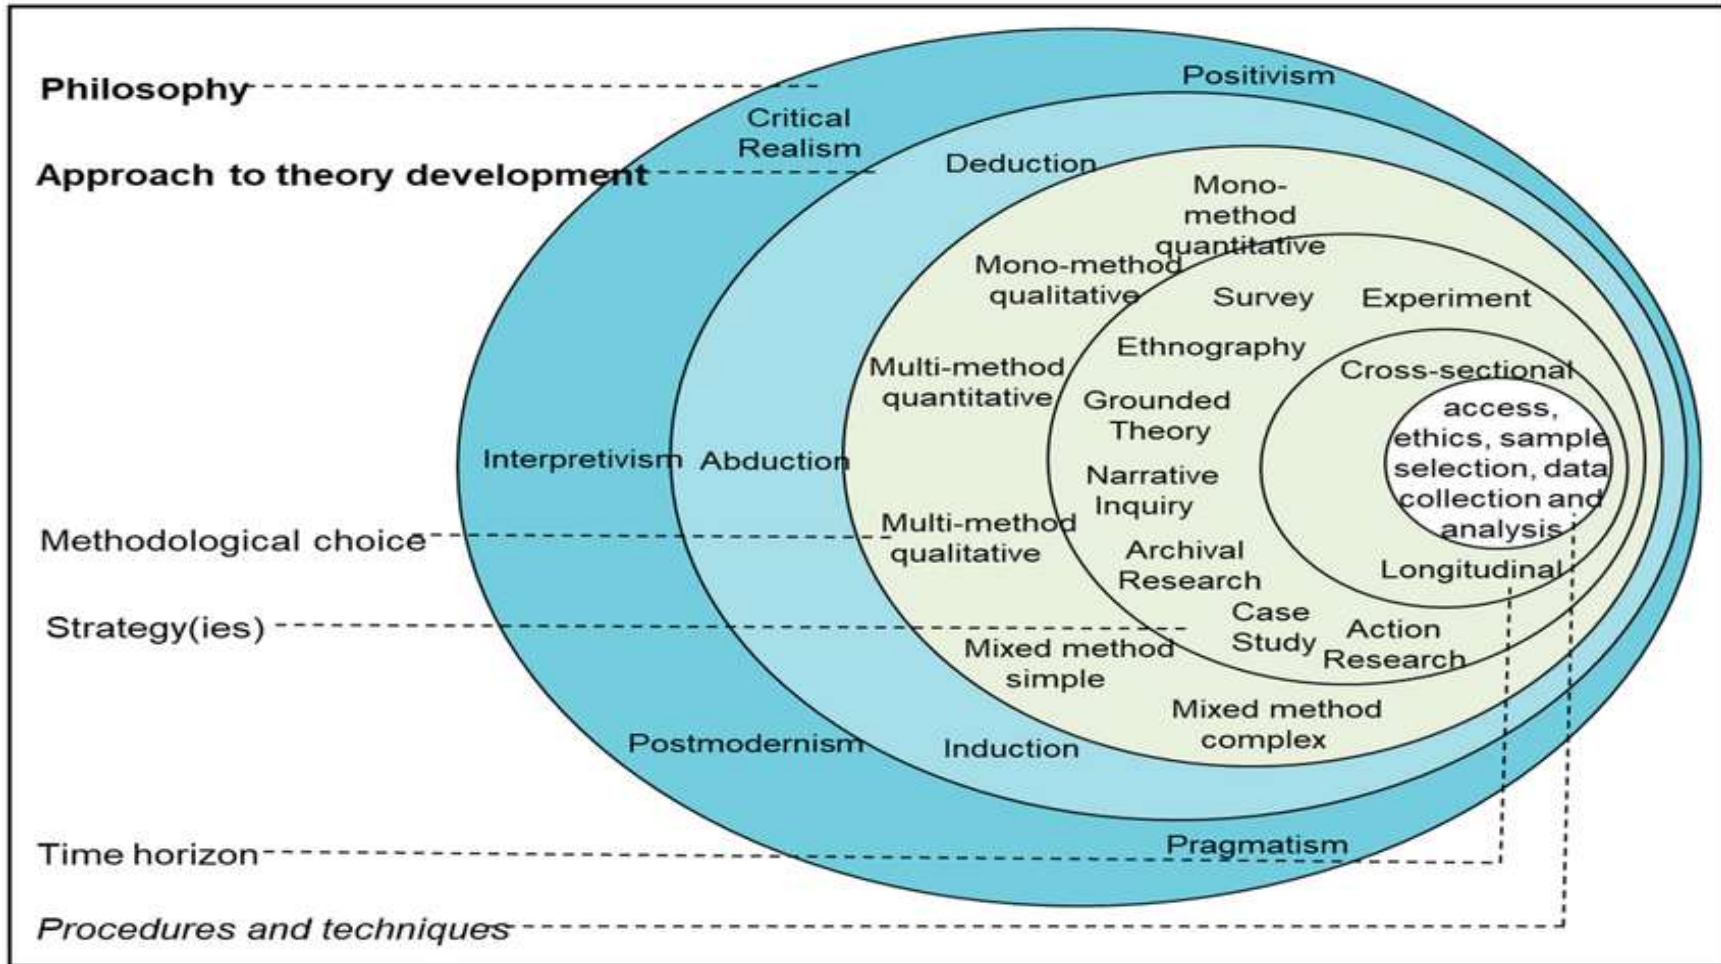 Philosophy
Approach to theory development
Methodological choice
Strategy(ies)
Time horizon
Procedures and techniques
Positivism
Critical
Realism
Interpretivism
Postmodernism
Pragmatism
Deduction
Abduction
Induction
Mono-
method
quantitative
Mono-method
qualitative
Multi-method
quantitative
Multi-method
qualitative
Mixed method
simple
Mixed method
complex
Survey
Experiment
Ethnography
Grounded
Theory
Narrative
Inquiry
Archival
Research
Case
Study
Action
Research
Cross-sectional
Longitudinal
access,
ethics, sample
selection, data
collection and
analysis